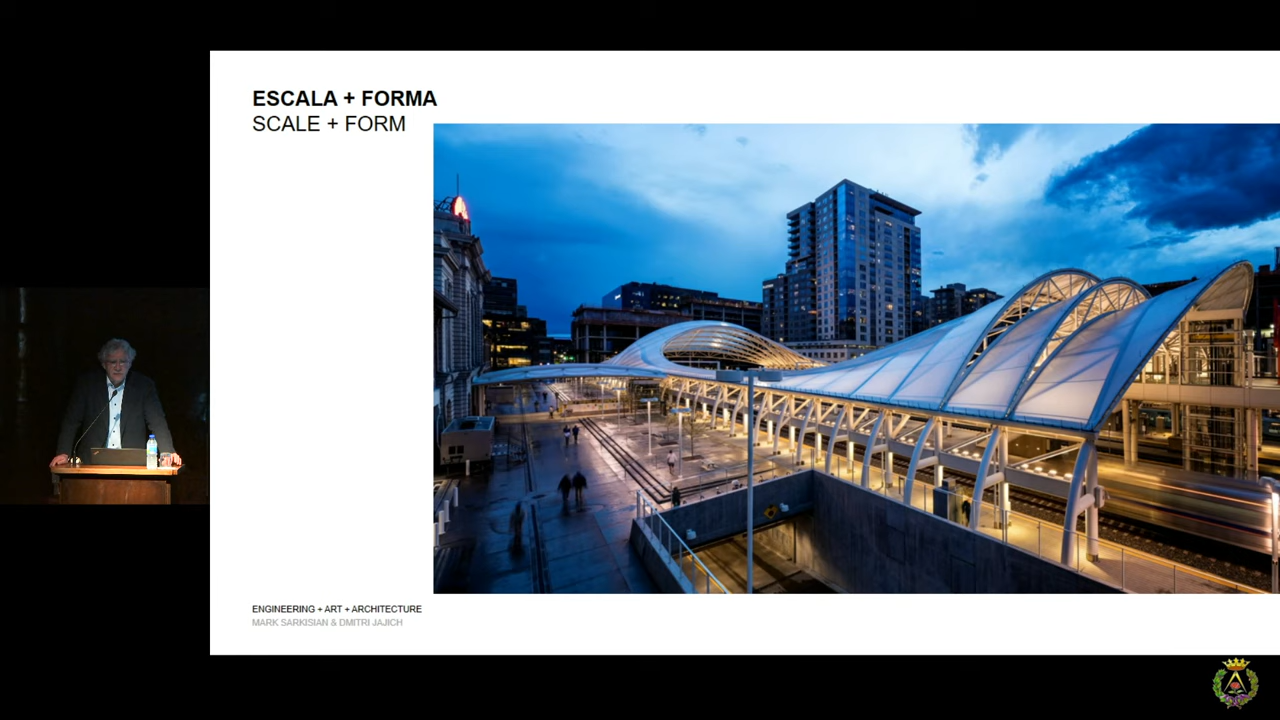 ESCALA + FORMA
SCALE + FORM
ENGINEERING + ART + ARCHITECTURE
MARK SARKISIAN & DMITRI JAJICH